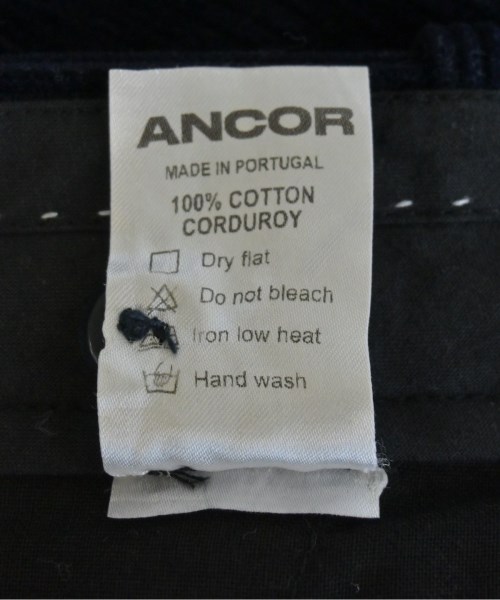 ANCOR
MADE IN PORTUGAL
100% COTTON
CORDUROY
Dry flat
Do not bleach
Iron low heat
Hand wash